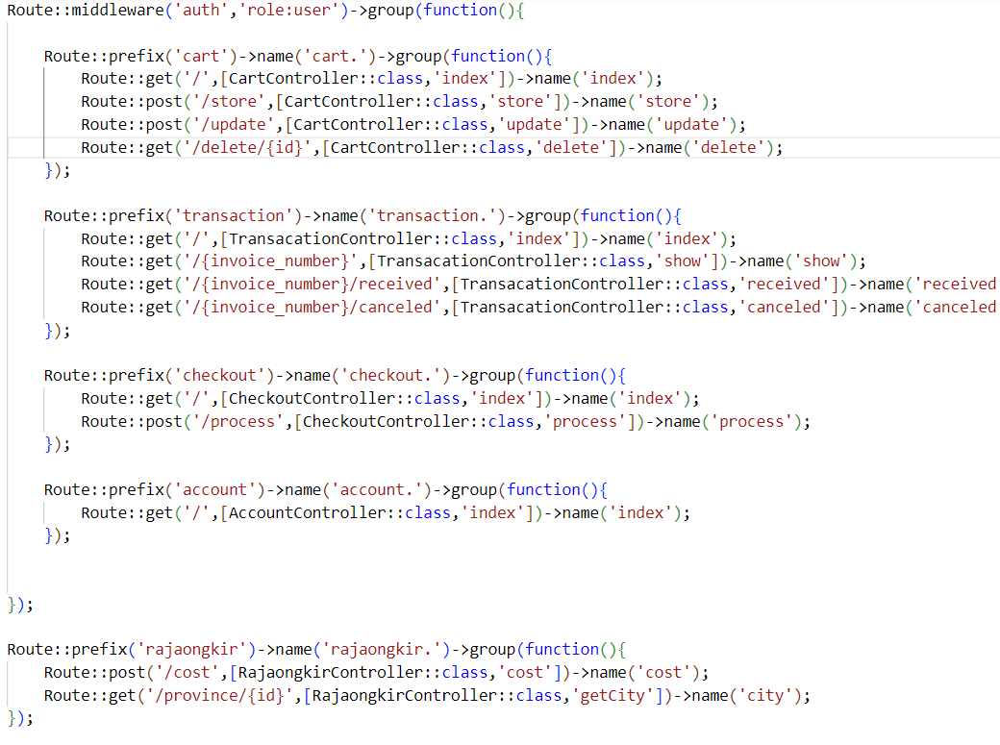 Route::middleware('auth','role:user')->group(function(){
Route::prefix('cart')->name('cart.')->group(function(){
Route::get('/',[CartController::class,'index'])->name('index');
Route::post('/store',[CartController::class,'store'])->name('store');
Route::post('/update',[CartController::class,'update'])->name('update');
Route::get('/delete/{id}',[CartController::class,'delete'])->name('delete');
});
Route::prefix('transaction')->name('transaction.')->group(function(){
Route::get('/',[TransacationController::class,'index'])->name('index');
Route::get('/{invoice_number}',[TransacationController::class,'show'])->name('show');
Route::get('/{invoice_number}/received',[TransacationController::class,'received'])->name('received
Route::get('/{invoice_number}/canceled',[TransacationController::class,'canceled'])->name('canceled
});
Route::prefix('checkout')->name('checkout.')->group(function(){
Route::get('/',[CheckoutController::class,'index'])->name('index');
Route::post('/process',[CheckoutController::class,'process'])->name('process');
});
Route::prefix('account')->name('account.')->group(function(){
Route::get('/',[AccountController::class,'index'])->name('index');
});
});
Route::prefix('rajaongkir')->name('rajaongkir.')->group(function(){
Route::post('/cost',[RajaongkirController::class,'cost'])->name('cost');
Route::get('/province/{id}',[RajaongkirController::class,'getCity'])->name('city');
});